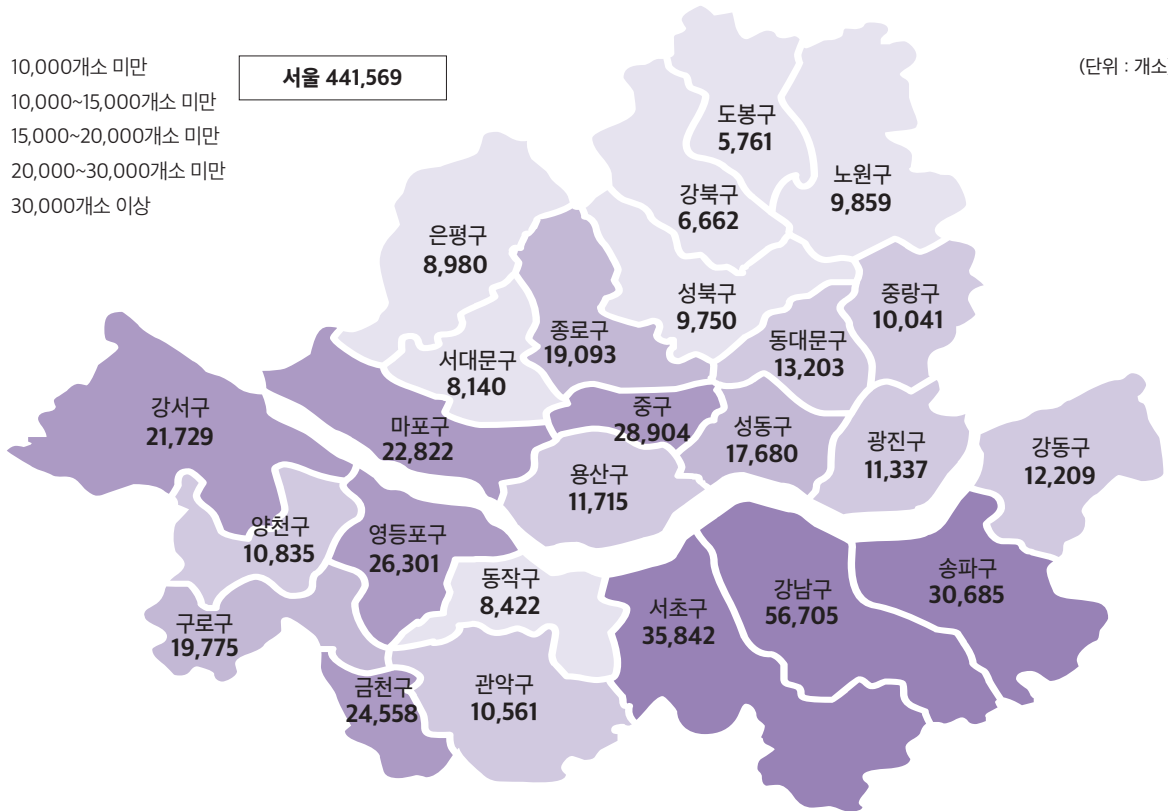 10,000개소 미만
10,000~15,000개소 미만
15,000~20,000개소 미만
20,000~30,000개소 미만
30,000개소 이상
서울 441,569
(단위 : 개소
도봉구
5,761
노원구
9,859
강북구
6,662
은평구
8,980
성북구
9,750
중랑구
10,041
종로구
19,093
동대문구
13,203
서대문구
8,140
강서구
21,729
마포구
22,822
중구
28,904
성동구
17,680
광진구
11,337
강동구
12,209
용산구
11,715
양천구
10,835
영등포구
26,301
동작구
8,422
서초구
35,842
강남구
56,705
송파구
30,685
구로구
19,775
금천구
24,558
관악구
10,561